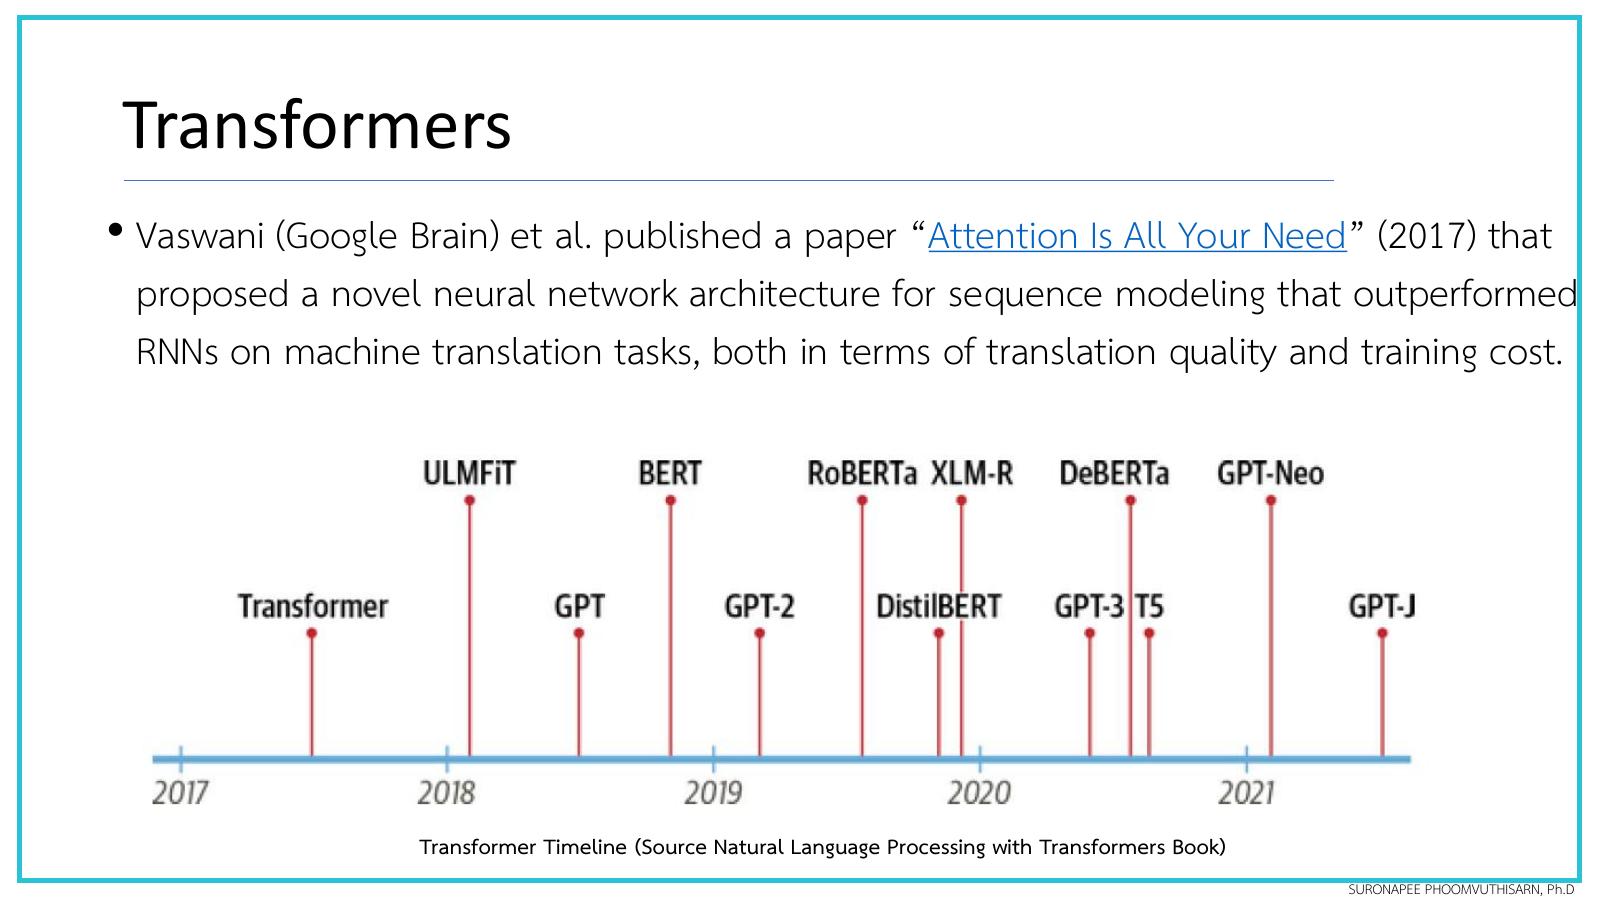 Transformers
• Vaswani (Google Brain) et al. published a paper “Attention Is All Your Need” (2017) that
proposed a novel neural network architecture for sequence modeling that outperformed
RNNs on machine translation tasks, both in terms of translation quality and training cost.
ULMFiT BERT RoBERTa XLM-R DeBERTa GPT-Neo
Transformer GPT GPT-2 DistilBERT GPT-3 T5 GPT-J
2017 2018 2019 2020 2021
Transformer Timeline (Source Natural Language Processing with Transformers Book)
SURONAPEE PHOOMVUTHISARN, Ph.D